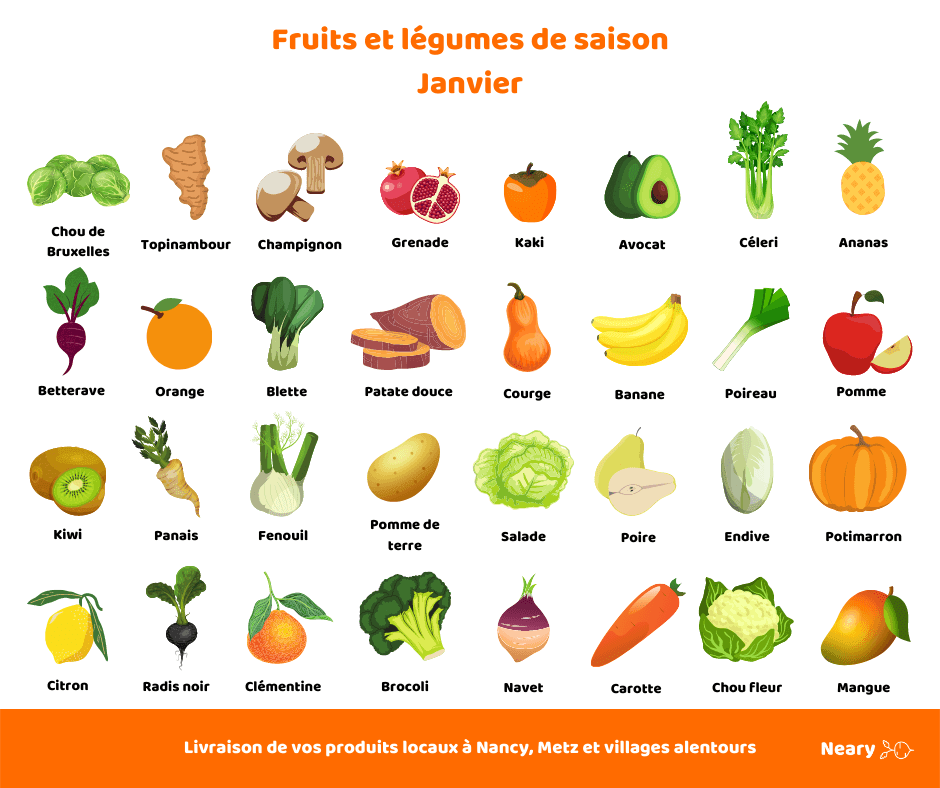 Fruits et légumes de saison
Janvier
Chou de
Bruxelles
Topinambour
Champignon
Grenade
Kaki
Avocat
Céleri
Ananas
Betterave
Orange
Blette
Patate douce
Courge
Banane
Poireau
Pomme
Kiwi
Panais
Fenouil
Pomme de
terre
Salade
Poire
Endive
Potimarron
Citron
Radis noir
Clémentine
Brocoli
Navet
Carotte
Chou fleur
Mangue
Livraison de vos produits locaux à Nancy, Metz et villages alentours
Neary